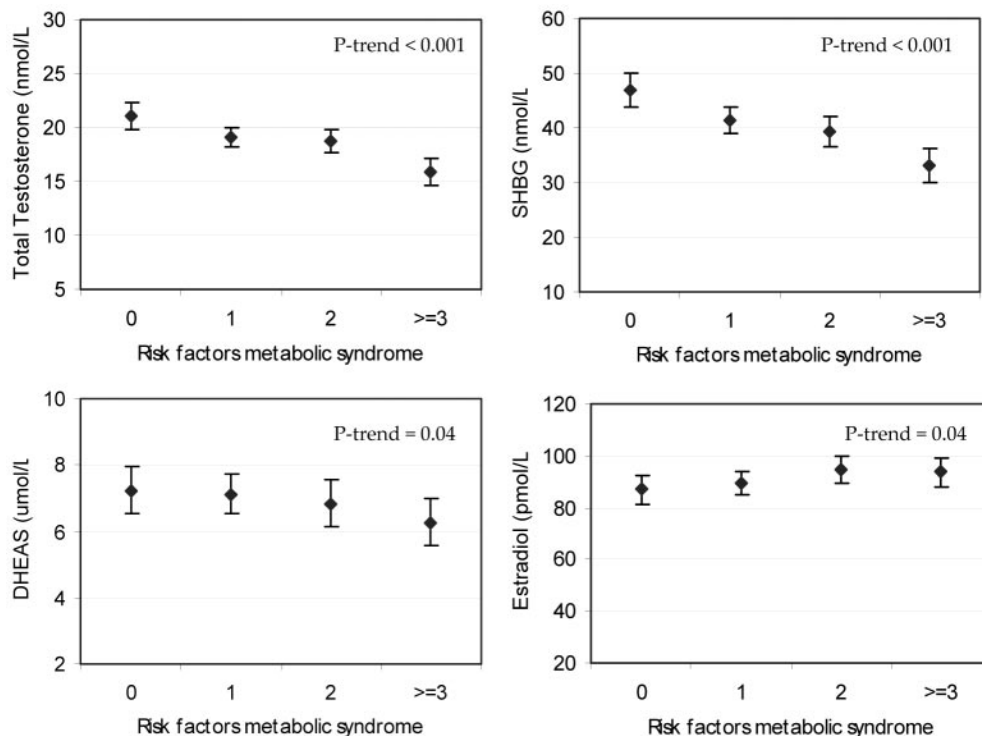 Total Testosterone (nmol/L)
30
25
20
15
10
5
P-trend < 0.001
0 1 2 >=3
Risk factors metabolic syndrome
SHBG (nmol/L)
60
50
40
30
20
10
P-trend < 0.001
0 1 2 >=3
Risk factors metabolic syndrome
DHEAS (umol/L)
10
8
6
4
2
P-trend = 0.04
0 1 2 >=3
Risk factors metabolic syndrome
Estradiol (pmol/L)
120
100
80
60
40
20
P-trend = 0.04
0 1 2 >=3
Risk factors metabolic syndrome